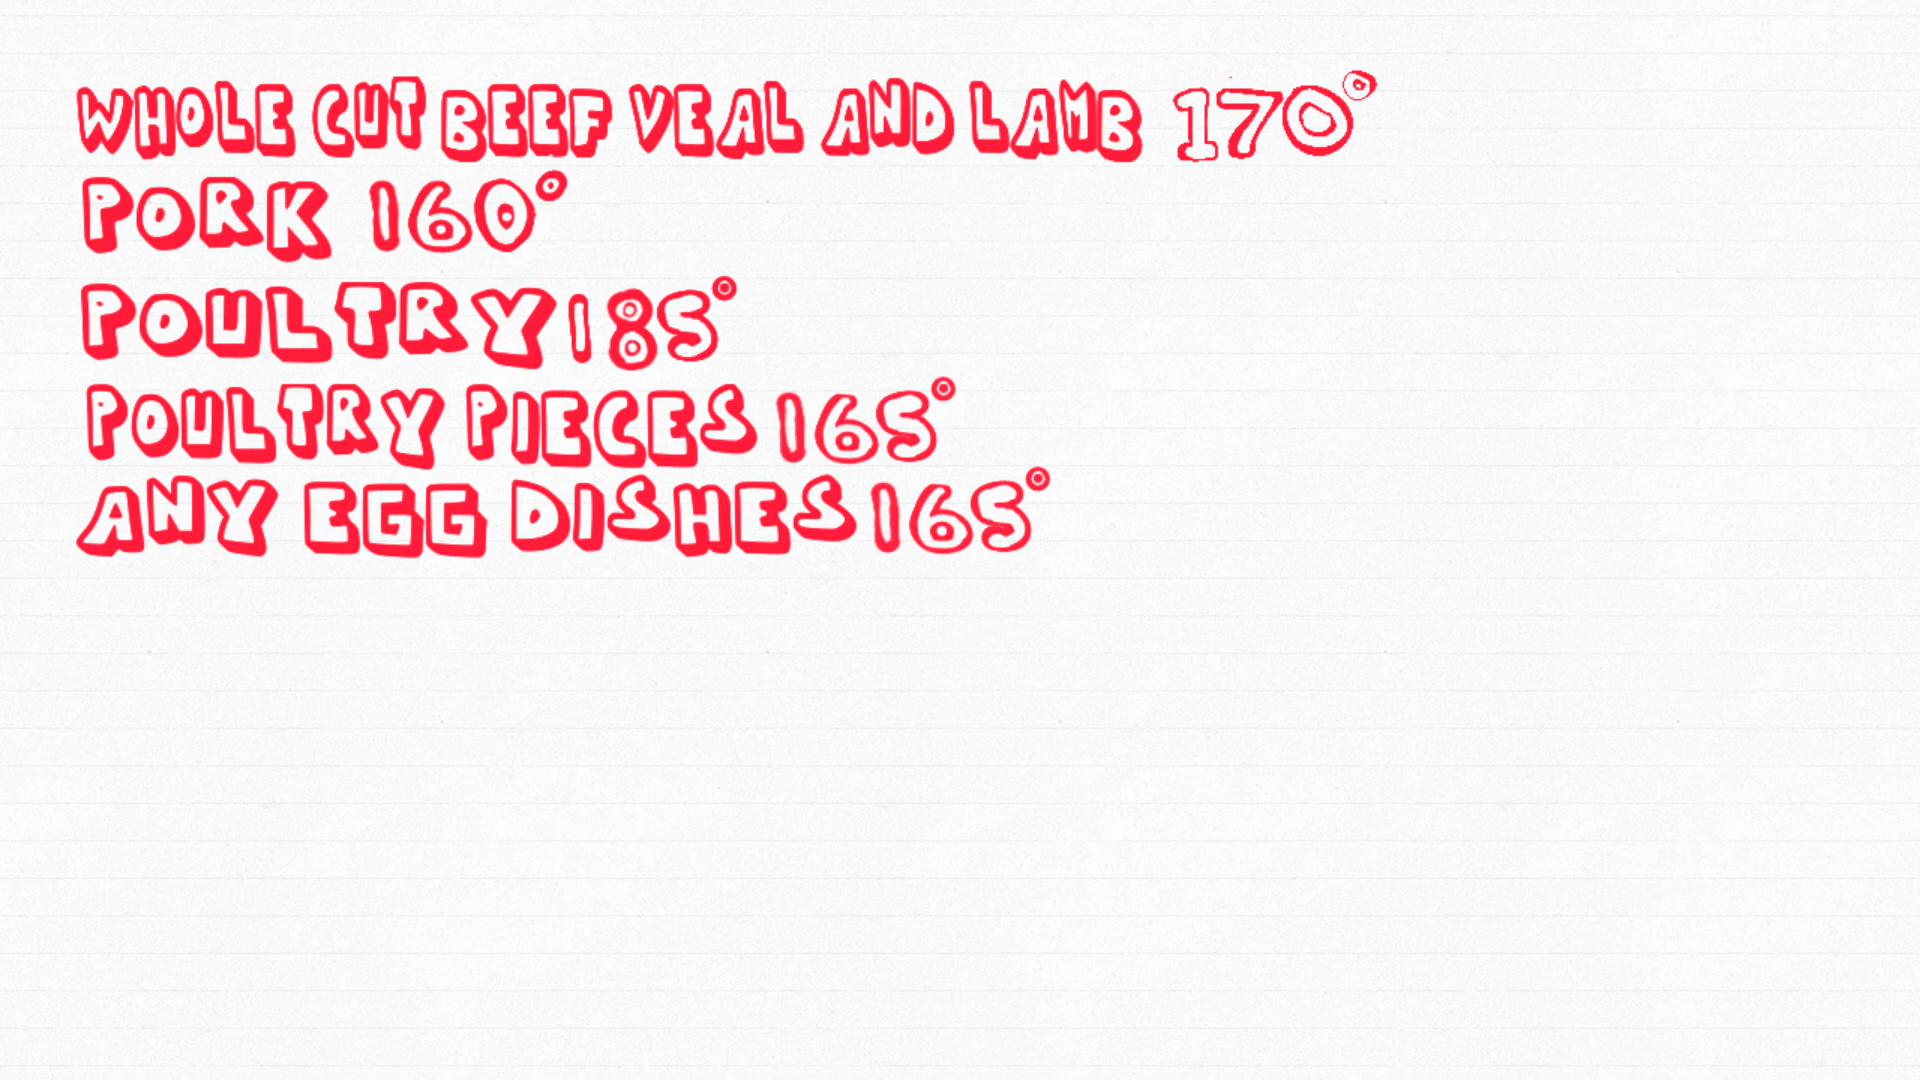 WHOLE CUT BEEF VEAL AND LAMB 170°
PORK 160°
POULTRY 185°
POULTRY PIECES 165°
ANY EGG DISHES 165°